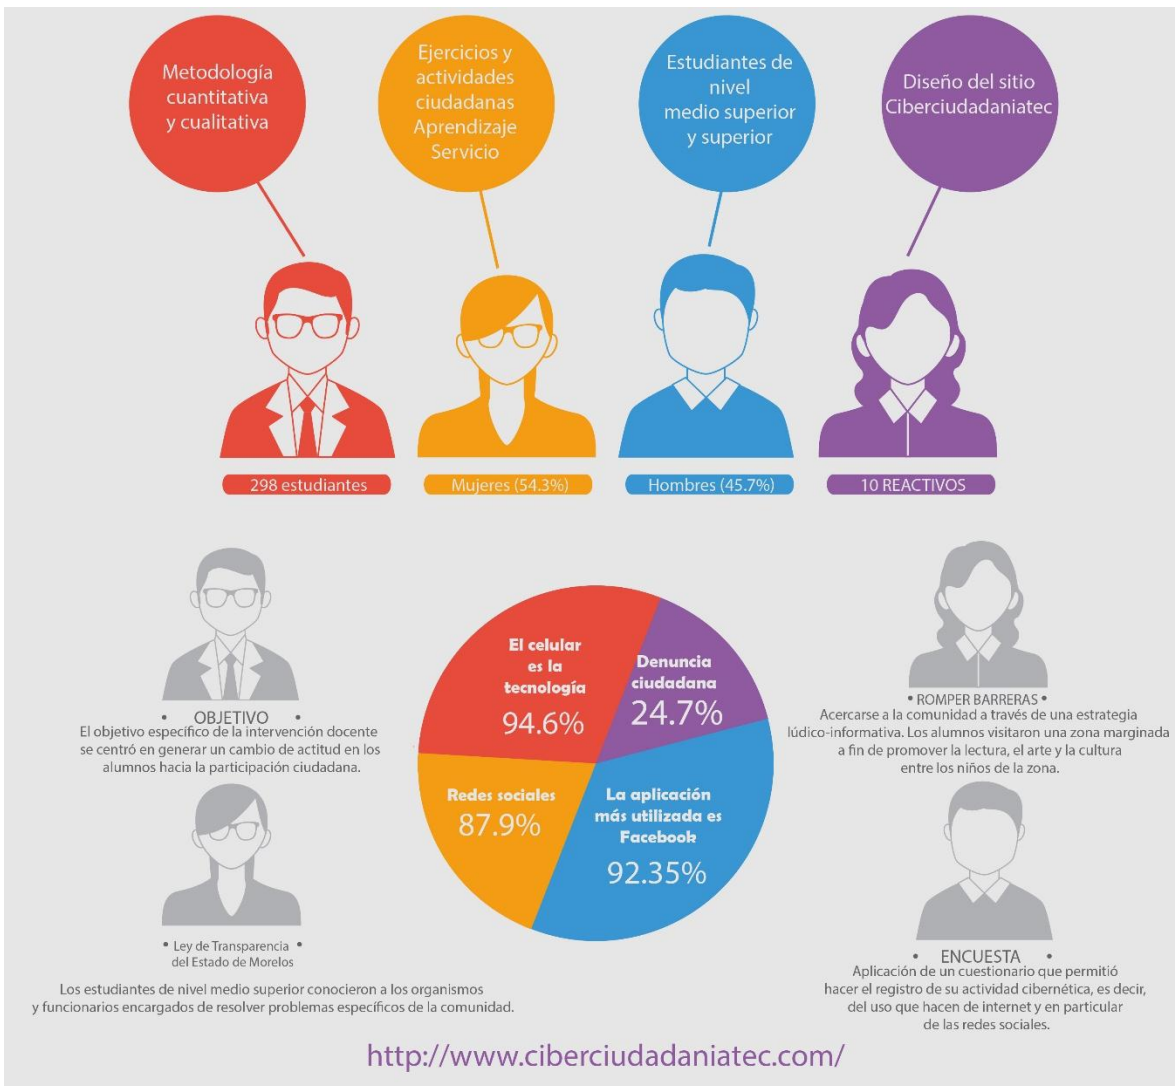 Metodología
cuantitativa
y cualitativa
Ejercicios y
actividades
ciudadanas
Aprendizaje
Servicio
Estudiantes de
nivel
medio superior
y superior
Diseño del sitio
Ciberciudadaniatec
298 estudiantes
Mujeres (54.3%)
Hombres (45.7%)
10 REACTIVOS
• OBJETIVO •
El objetivo específico de la intervención docente
se centró en generar un cambio de actitud en los
alumnos hacia la participación ciudadana.
• Ley de Transparencia •
del Estado de Morelos
Los estudiantes de nivel medio superior conocieron a los organismos
y funcionarios encargados de resolver problemas específicos de la comunidad.
El celular
es la
tecnología
94.6%
Denuncia
ciudadana
24.7%
Redes sociales
87.9%
La aplicación
más utilizada es
Facebook
92.35%
• ROMPER BARRERAS •
Acercarse a la comunidad a través de una estrategia
lúdico-informativa. Los alumnos visitaron una zona marginada
a fin de promover la lectura, el arte y la cultura
entre los niños de la zona.
• ENCUESTA •
Aplicación de un cuestionario que permitió
hacer el registro de su actividad cibernética, es decir,
del uso que hacen de internet y en particular
de las redes sociales.
http://www.ciberciudadaniatec.com/